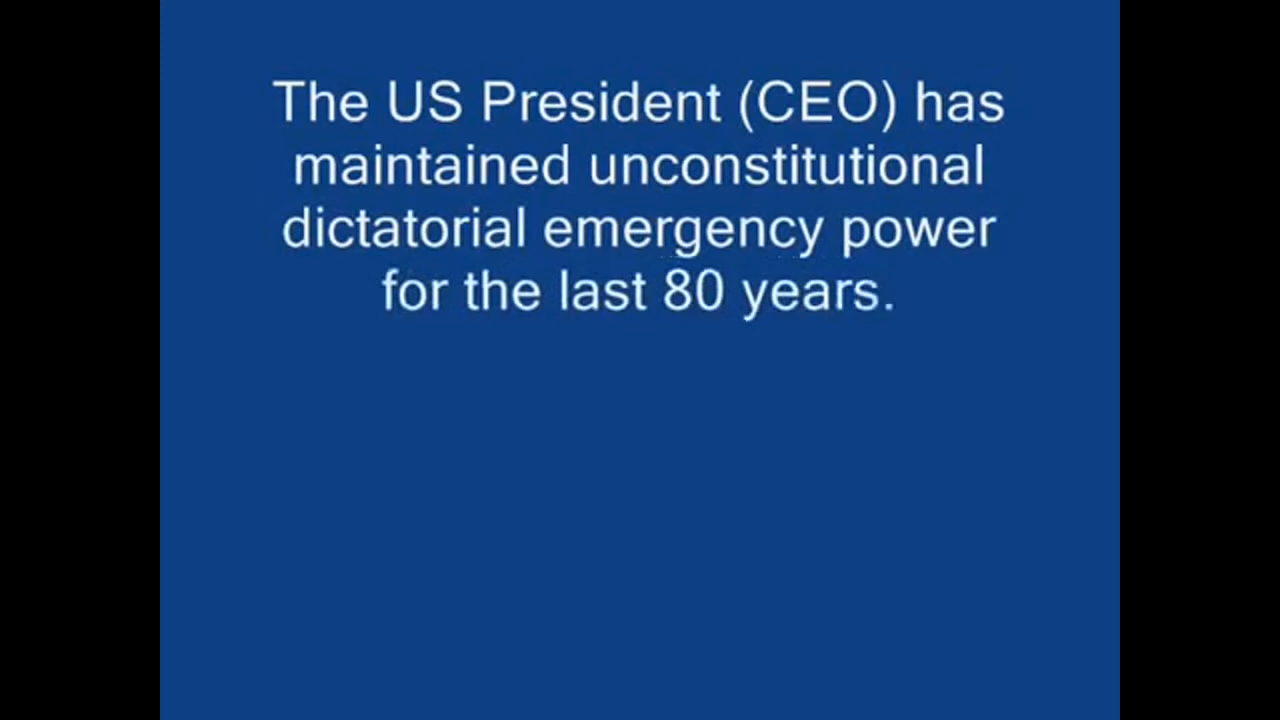 The US President (CEO) has
maintained unconstitutional
dictatorial emergency power
for the last 80 years.